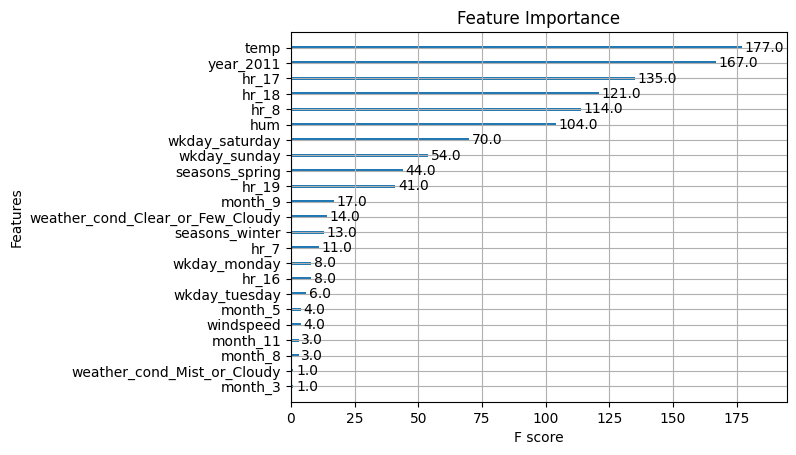 Feature Importance
Features
temp 177.0
year_2011 167.0
hr_17 135.0
hr_18 121.0
hr_8 114.0
hum 104.0
wkday_saturday 70.0
wkday_sunday 54.0
seasons_spring 44.0
hr_19 41.0
month_9 17.0
weather_cond_Clear_or_Few_Cloudy 14.0
seasons_winter 13.0
hr_7 11.0
wkday_monday 8.0
hr_16 8.0
wkday_tuesday 6.0
month_5 4.0
windspeed 4.0
month_11 3.0
month_8 3.0
weather_cond_Mist_or_Cloudy 1.0
month_3 1.0
0 25 50 75 100 125 150 175
F score